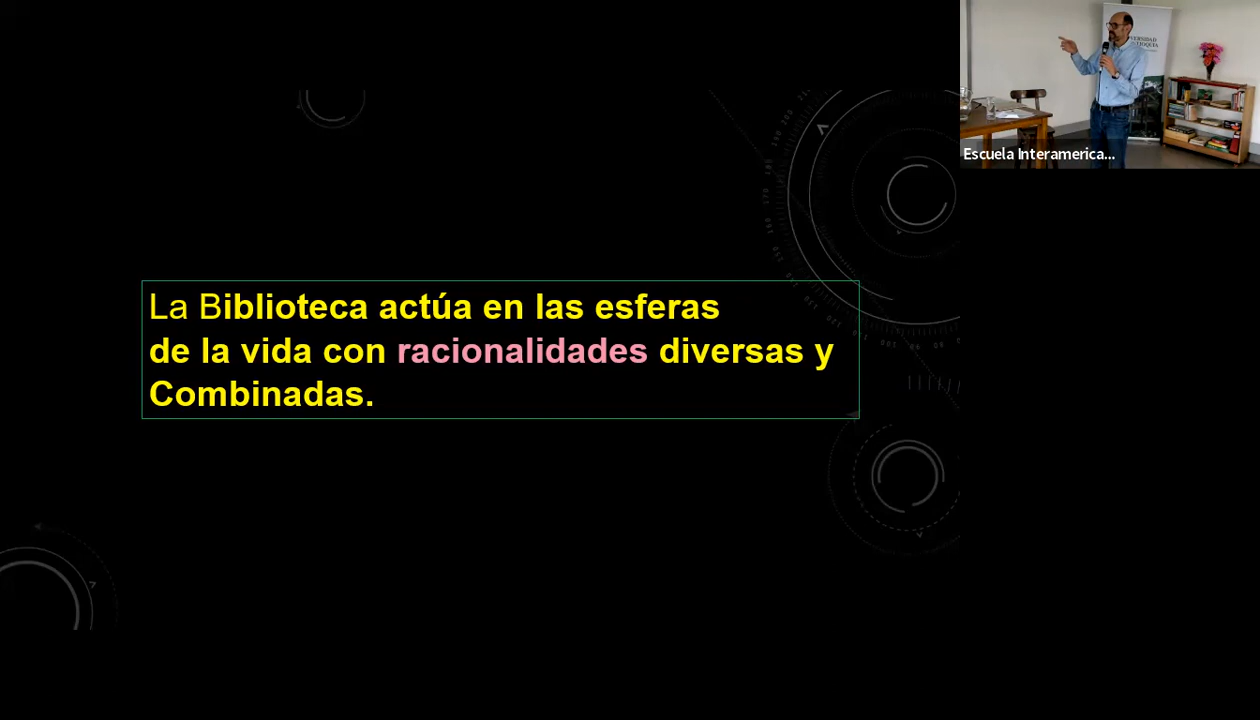 La Biblioteca actúa en las esferas
de la vida con racionalidades diversas y
Combinadas.
Escuela Interamerica...